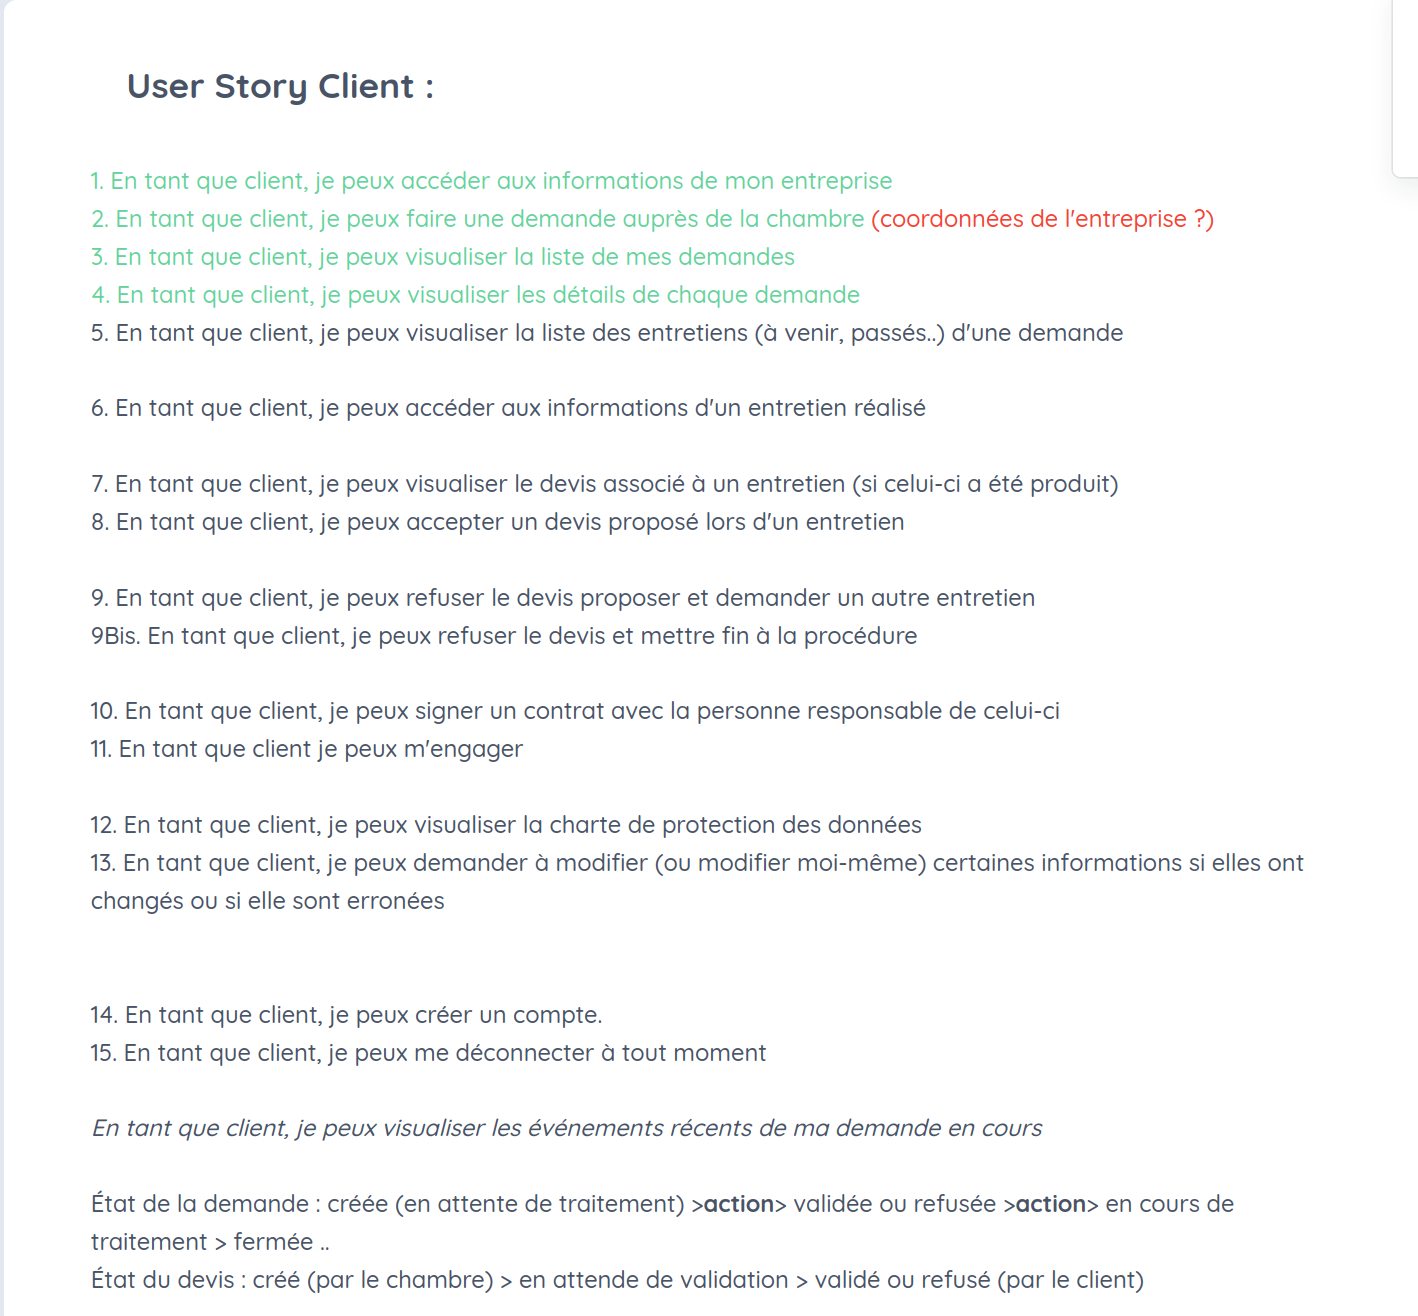 User Story Client :
1. En tant que client, je peux accéder aux informations de mon entreprise
2. En tant que client, je peux faire une demande auprès de la chambre (coordonnées de l'entreprise ?)
3. En tant que client, je peux visualiser la liste de mes demandes
4. En tant que client, je peux visualiser les détails de chaque demande
5. En tant que client, je peux visualiser la liste des entretiens (à venir, passés..) d'une demande
6. En tant que client, je peux accéder aux informations d'un entretien réalisé
7. En tant que client, je peux visualiser le devis associé à un entretien (si celui-ci a été produit)
8. En tant que client, je peux accepter un devis proposé lors d'un entretien
9. En tant que client, je peux refuser le devis proposer et demander un autre entretien
9Bis. En tant que client, je peux refuser le devis et mettre fin à la procédure
10. En tant que client, je peux signer un contrat avec la personne responsable de celui-ci
11. En tant que client je peux m'engager
12. En tant que client, je peux visualiser la charte de protection des données
13. En tant que client, je peux demander à modifier (ou modifier moi-même) certaines informations si elles ont
changés ou si elle sont erronées
14. En tant que client, je peux créer un compte.
15. En tant que client, je peux me déconnecter à tout moment
En tant que client, je peux visualiser les événements récents de ma demande en cours
État de la demande : créée (en attente de traitement) >action> validée ou refusée >action> en cours de
traitement > fermée ..
État du devis : créé (par le chambre) > en attende de validation > validé ou refusé (par le client)